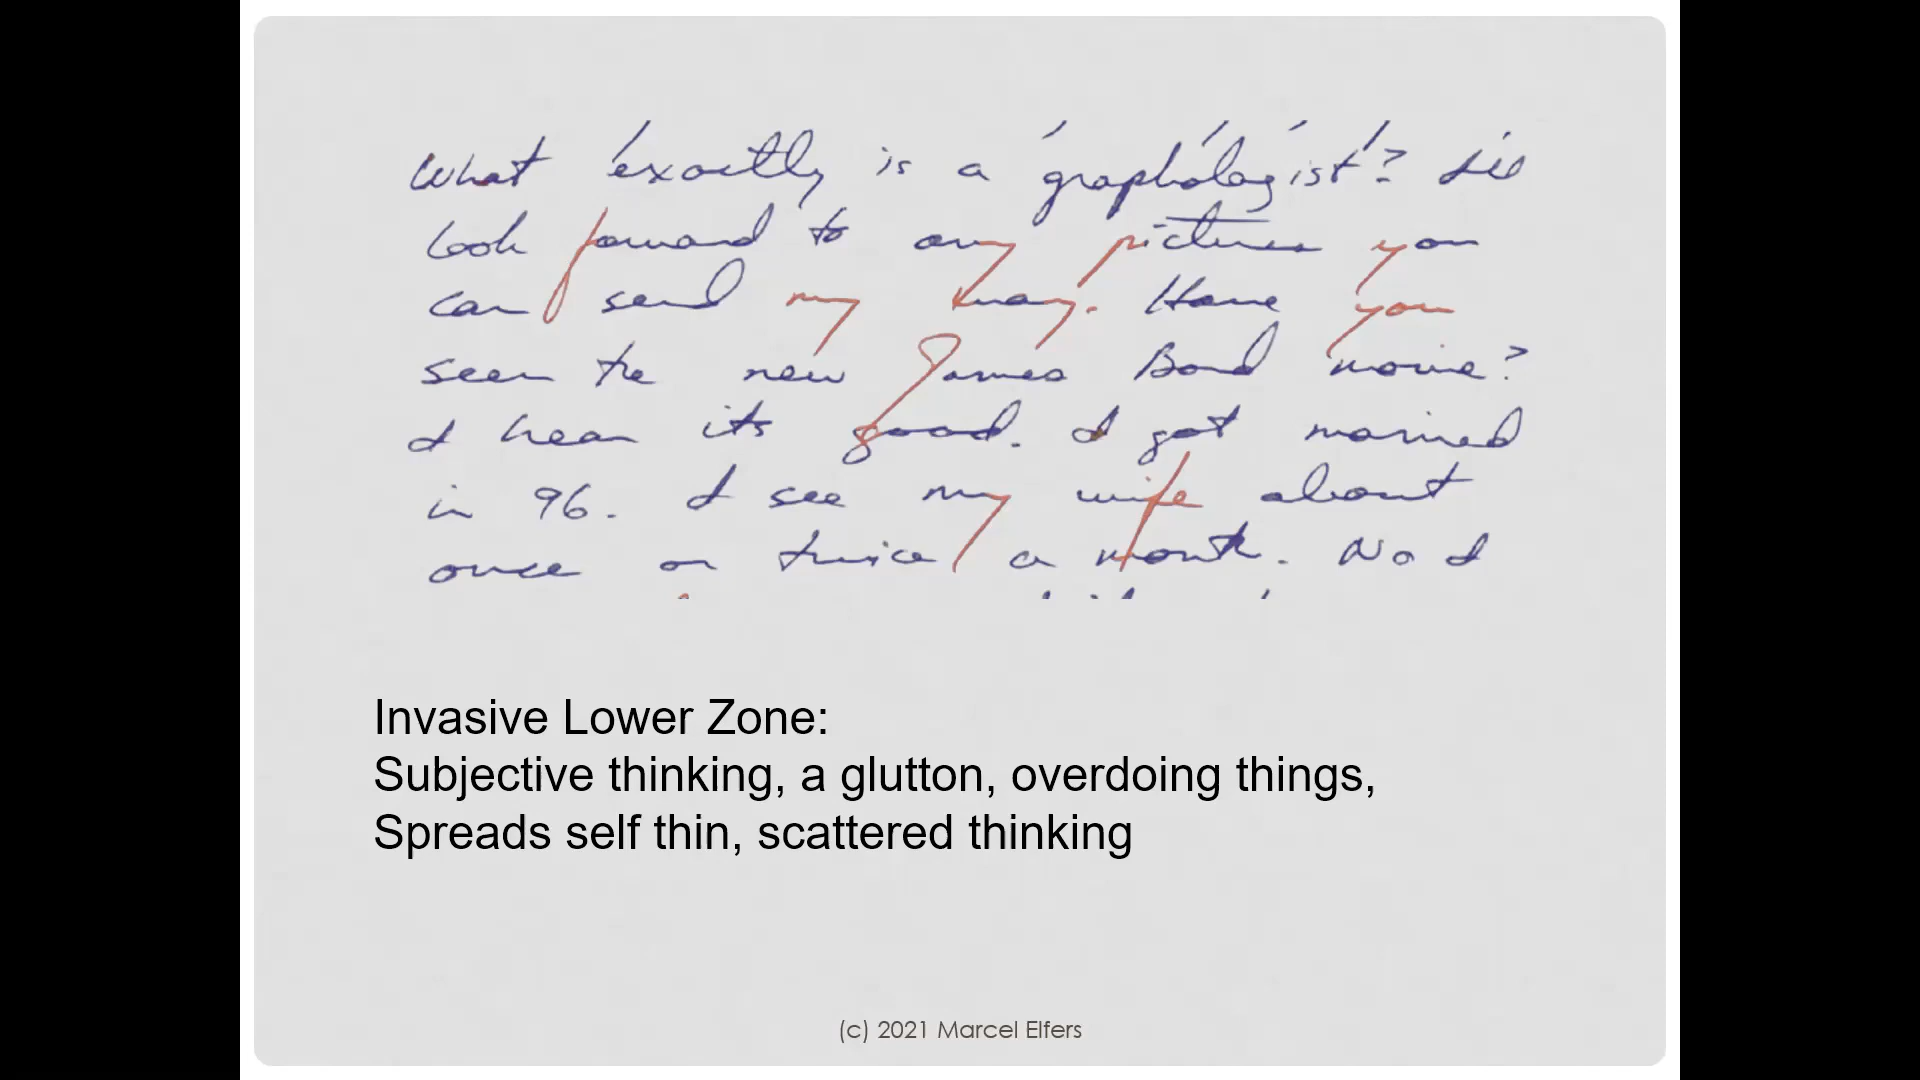 What exactly is a graphologist? I'll
look forward to any pictures you
can send my way. Have you
seen the new James Bond movie?
I hear its good. I got married
in 96. I see my wife about
once or twice a month. No I
Invasive Lower Zone:
Subjective thinking, a glutton, overdoing things,
Spreads self thin, scattered thinking
(c) 2021 Marcel Elfers